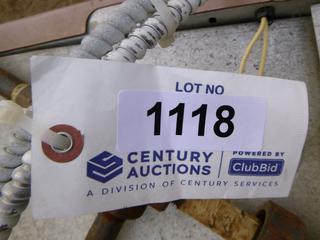 LOT NO
1118
CENTURY
AUCTIONS
POWERED BY
ClubBid
A DIVISION OF CENTURY SERVICES